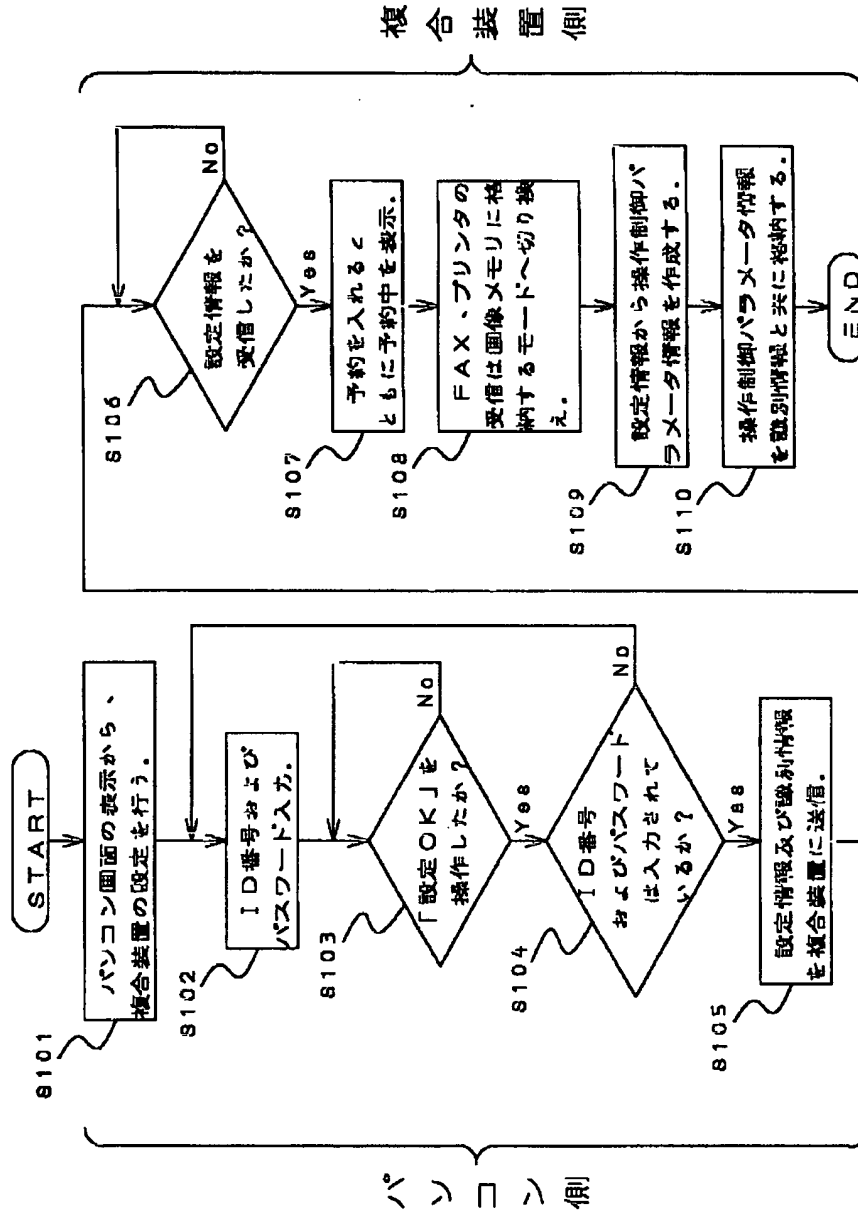 START
パソコン画面の表示から、
複合装置の設定を行う。
S101
ID番号および
パスワード入力。
S102
「設定OK」を
操作したか？
S103
No
Yes
ID番号
およびパスワード
は入力されて
いるか？
S104
No
Yes
設定情報及び識別情報
を複合装置に送信。
S105
パソコン側
設定情報を
受信したか？
S106
No
Yes
予約を入れると
ともに予約中を表示。
S107
FAX、プリンタの
受信は画像メモリに格
納するモードへ切り換
え。
S108
設定情報から操作制御パ
ラメータ情報を作成する。
S109
操作制御パラメータ情報
を識別情報と共に格納する。
S110
END
複合装置側